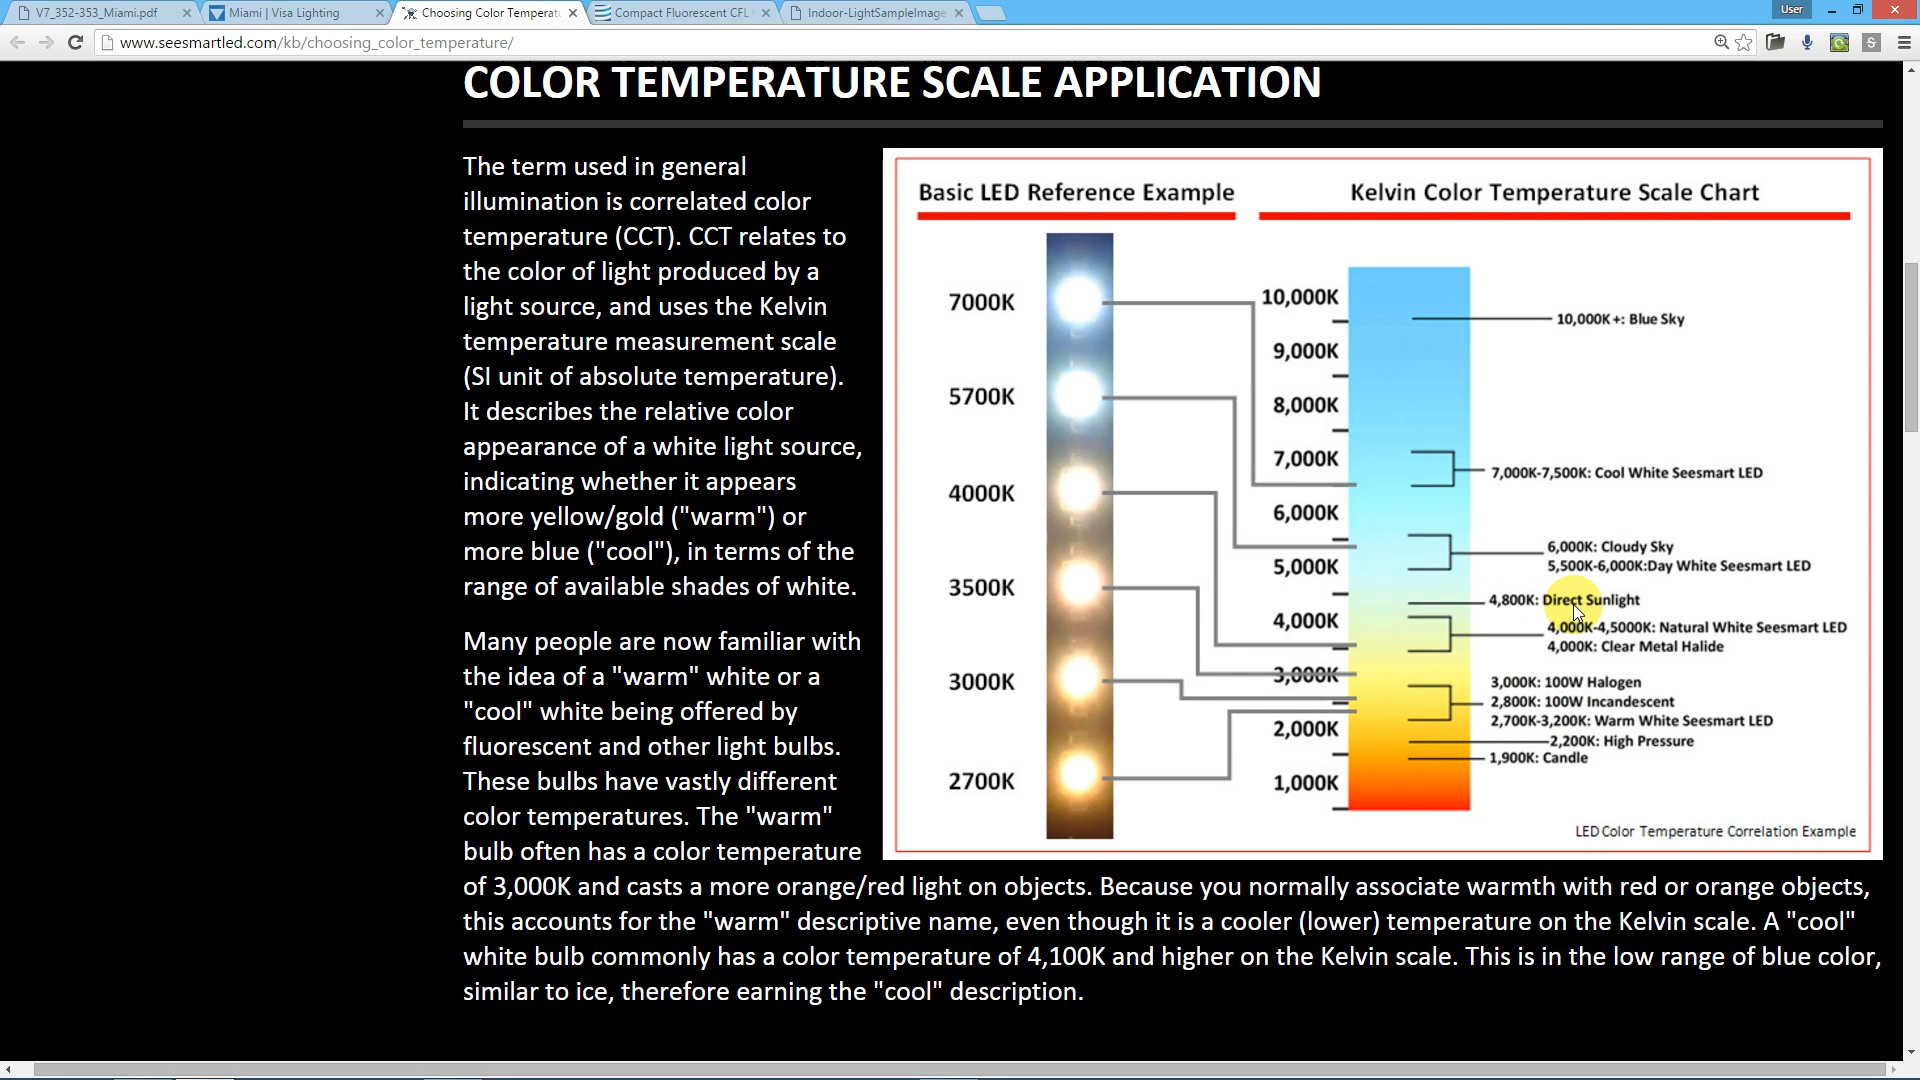 V7_352-353_Miami.pdf
Miami | Visa Lighting
Choosing Color Temperat
Compact Fluorescent CFL
Indoor-LightSampleImage
User
www.seesmartled.com/kb/choosing_color_temperature/
S
COLOR TEMPERATURE SCALE APPLICATION
The term used in general
illumination is correlated color
temperature (CCT). CCT relates to
the color of light produced by a
light source, and uses the Kelvin
temperature measurement scale
(SI unit of absolute temperature).
It describes the relative color
appearance of a white light source,
indicating whether it appears
more yellow/gold ("warm") or
more blue ("cool"), in terms of the
range of available shades of white.
Many people are now familiar with
the idea of a "warm" white or a
"cool" white being offered by
fluorescent and other light bulbs.
These bulbs have vastly different
color temperatures. The "warm"
bulb often has a color temperature
of 3,000K and casts a more orange/red light on objects. Because you normally associate warmth with red or orange objects,
this accounts for the "warm" descriptive name, even though it is a cooler (lower) temperature on the Kelvin scale. A "cool"
white bulb commonly has a color temperature of 4,100K and higher on the Kelvin scale. This is in the low range of blue color,
similar to ice, therefore earning the "cool" description.
Basic LED Reference Example
7000K
5700K
4000K
3500K
3000K
2700K
Kelvin Color Temperature Scale Chart
10,000K
9,000K
8,000K
7,000K
6,000K
5,000K
4,000K
3,000K
2,000K
1,000K
10,000K+: Blue Sky
7,000K-7,500K: Cool White Seesmart LED
6,000K: Cloudy Sky
5,500K-6,000K:Day White Seesmart LED
4,800K: Direct Sunlight
4,000K-4,5000K: Natural White Seesmart LED
4,000K: Clear Metal Halide
3,000K: 100W Halogen
2,800K: 100W Incandescent
2,700K-3,200K: Warm White Seesmart LED
2,200K: High Pressure
1,900K: Candle
LED Color Temperature Correlation Example